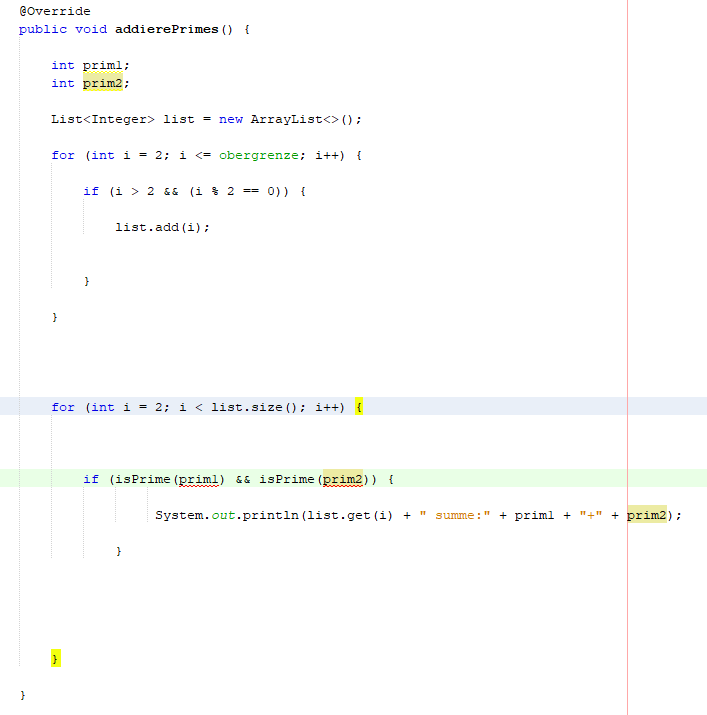 @Override
public void addierePrimes() {
int prim1;
int prim2;
List<Integer> list = new ArrayList<>();
for (int i = 2; i <= obergrenze; i++) {
if (i > 2 && (i % 2 == 0)) {
list.add(i);
}
}
for (int i = 2; i < list.size(); i++) {
if (isPrime(prim1) && isPrime(prim2)) {
System.out.println(list.get(i) + " summe:" + prim1 + "+" + prim2);
}
}
}